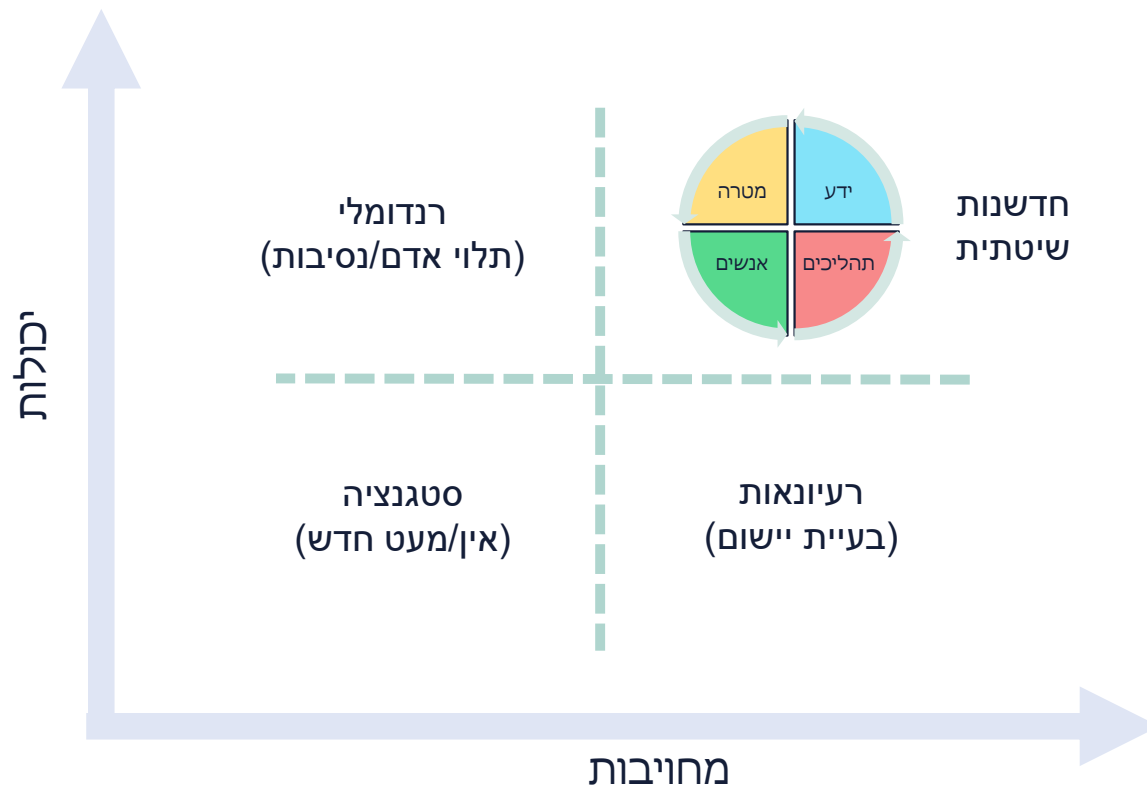 חדשנות
שיטתית
ידע
מטרה
תהליכים
אנשים
רנדומלי
(תלוי אדם/נסיבות)
יכולות
רעיונאות
(בעיית יישום)
סטגנציה
(אין/מעט חדש)
מחויבות